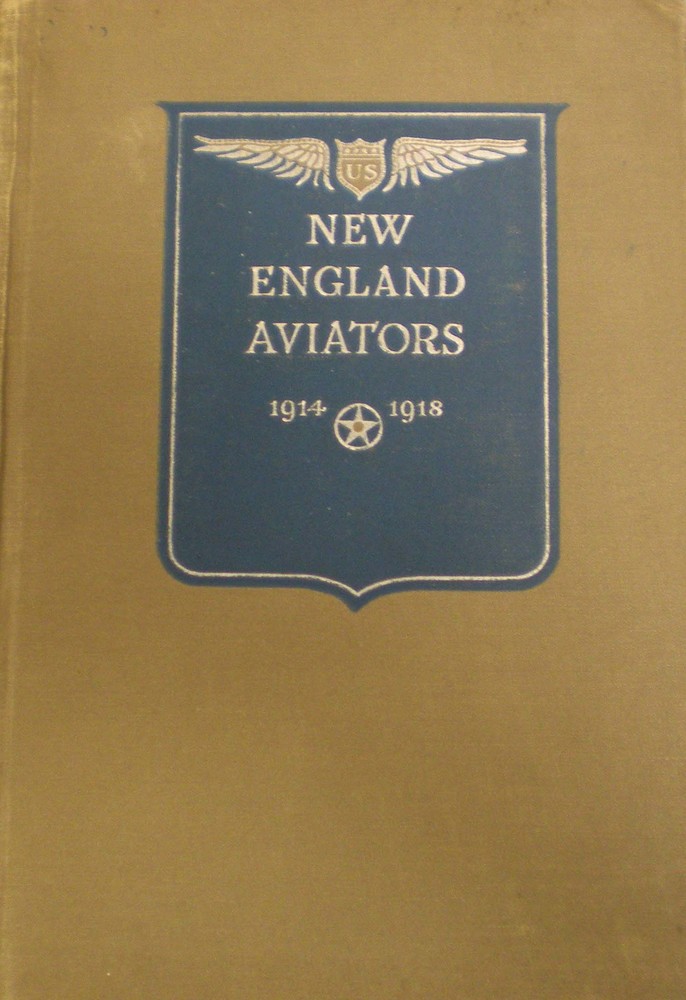 US
NEW
ENGLAND
AVIATORS
1914 1918